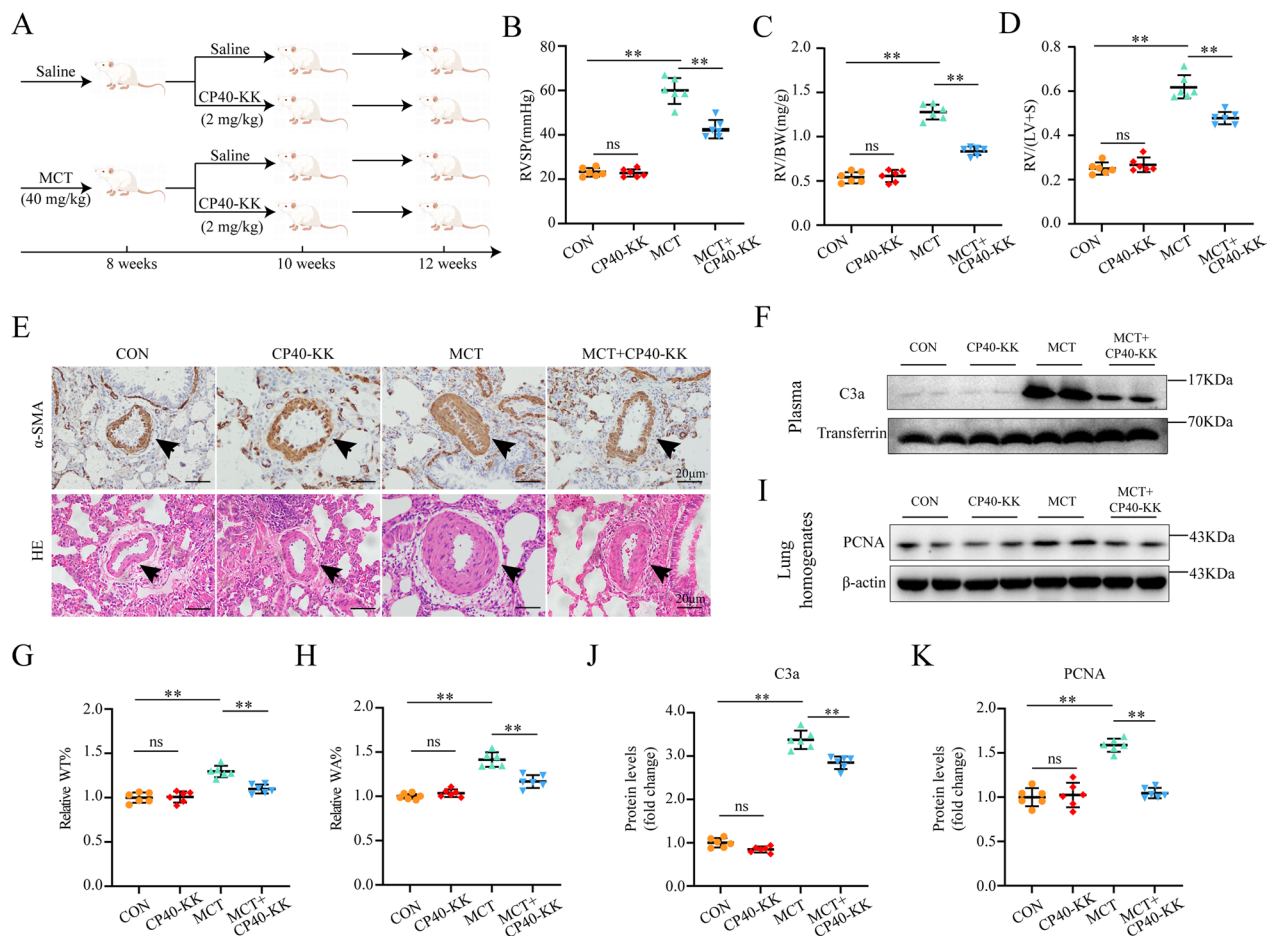 A
Saline
Saline
CP40-KK
(2 mg/kg)
MCT
(40 mg/kg)
Saline
CP40-KK
(2 mg/kg)
8 weeks
10 weeks
12 weeks
B
RVSP(mmHg)
80
60
40
20
0
**
**
ns
CON
CP40-KK
MCT
MCT+
CP40-KK
C
RV/BW(mg/g)
2.0
1.5
1.0
0.5
0.0
**
**
ns
CON
CP40-KK
MCT
MCT+
CP40-KK
D
RV/(LV+S)
0.8
0.6
0.4
0.2
0.0
**
**
ns
CON
CP40-KK
MCT
MCT+
CP40-KK
E
CON
CP40-KK
MCT
MCT+CP40-KK
α-SMA
20μm
HE
20μm
F
CON
CP40-KK
MCT
MCT+
CP40-KK
Plasma
C3a
17KDa
Transferrin
70KDa
I
CON
CP40-KK
MCT
MCT+
CP40-KK
Lung
homogenates
PCNA
43KDa
β-actin
43KDa
G
Relative WT%
2.0
1.5
1.0
0.5
0.0
**
**
ns
CON
CP40-KK
MCT
MCT+
CP40-KK
H
Relative WA%
2.0
1.5
1.0
0.5
0.0
**
**
ns
CON
CP40-KK
MCT
MCT+
CP40-KK
J
C3a
Protein levels
(fold change)
4.0
3.0
2.0
1.0
0.0
**
**
ns
CON
CP40-KK
MCT
MCT+
CP40-KK
K
PCNA
Protein levels
(fold change)
2.0
1.5
1.0
0.5
0.0
**
**
ns
CON
CP40-KK
MCT
MCT+
CP40-KK